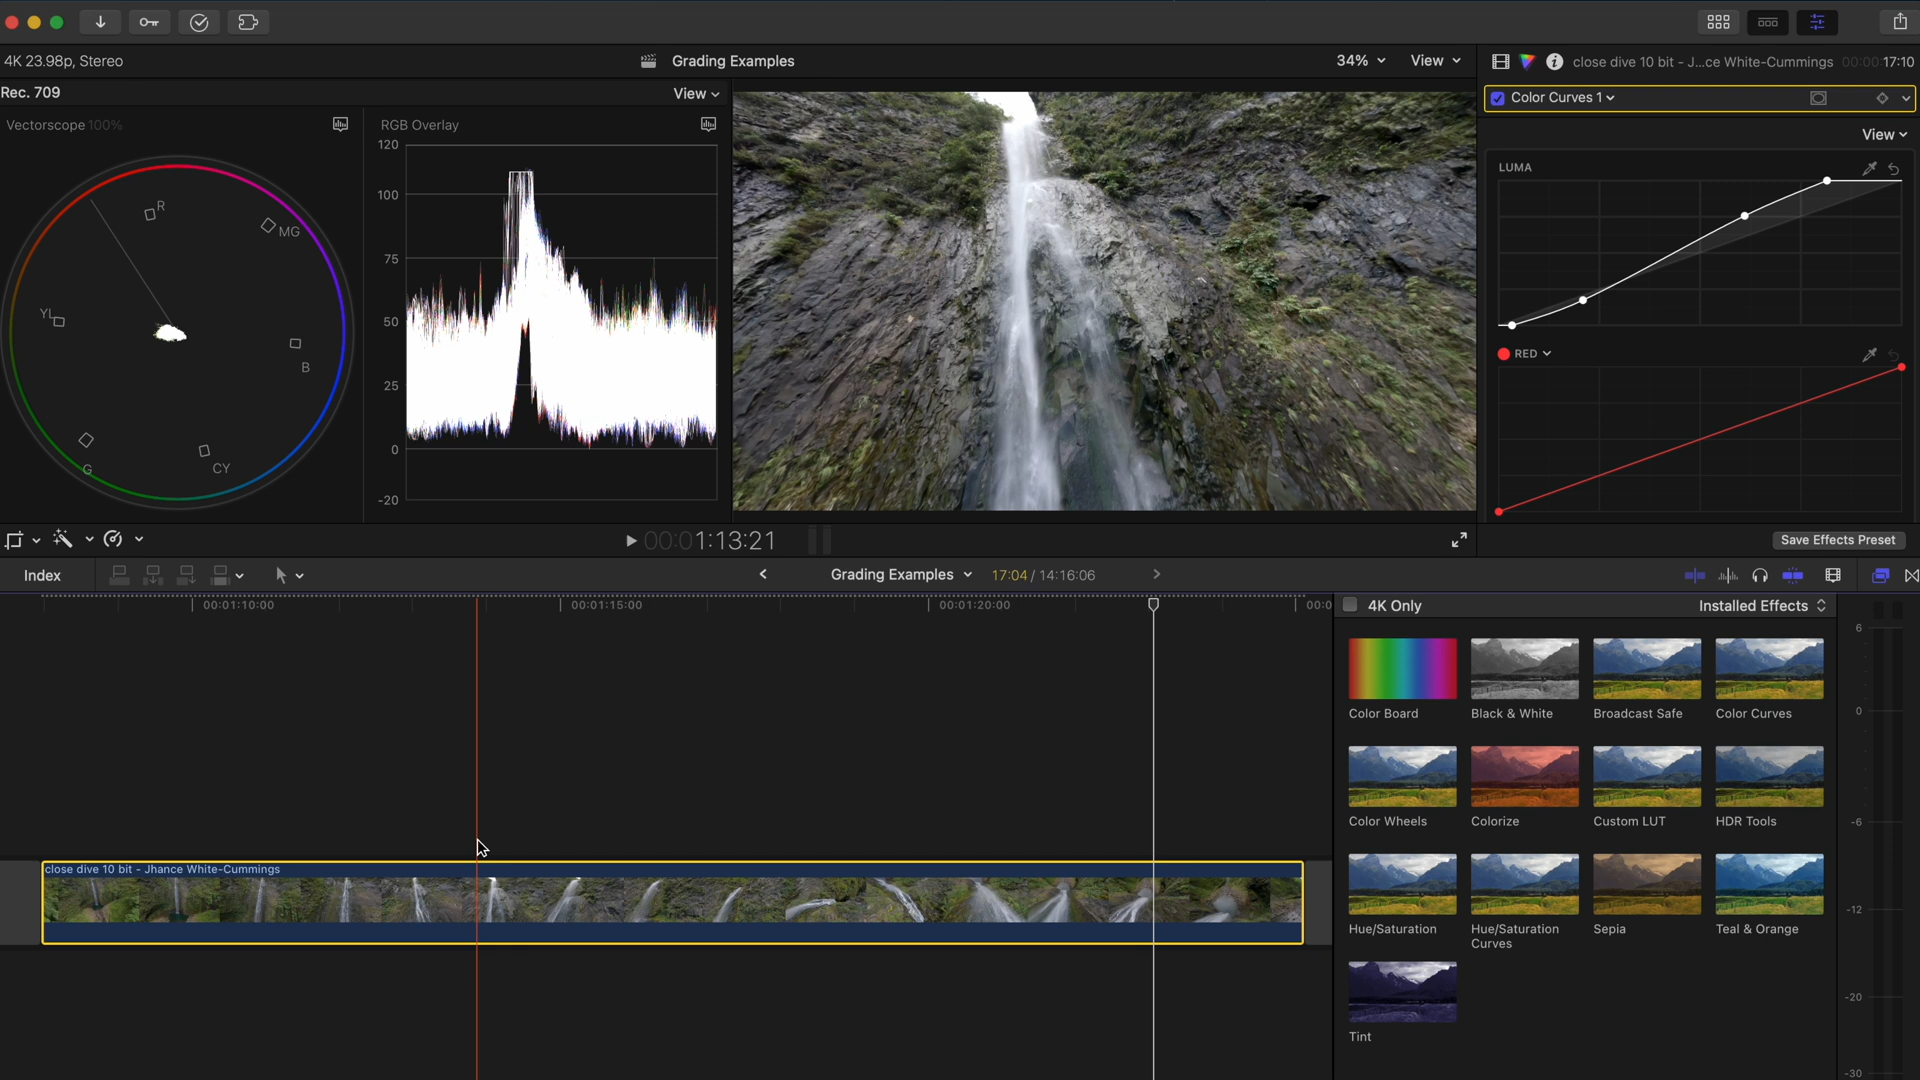 4K 23.98p, Stereo
Grading Examples
34%
View
close dive 10 bit - J...ce White-Cummings
00:00:17:10
Rec. 709
View
Color Curves 1
View
Vectorscope 100%
RGB Overlay
R
MG
YL
B
G
CY
120
100
75
50
25
0
-20
LUMA
RED
00:01:13:21
Save Effects Preset
Index
Grading Examples
17:04 / 14:16:06
00:01:10:00
00:01:15:00
00:01:20:00
00:0
close dive 10 bit - Jhance White-Cummings
4K Only
Installed Effects
Color Board
Black & White
Broadcast Safe
Color Curves
Color Wheels
Colorize
Custom LUT
HDR Tools
Hue/Saturation
Hue/Saturation
Curves
Sepia
Teal & Orange
Tint
6
0
-6
-12
-20
-30